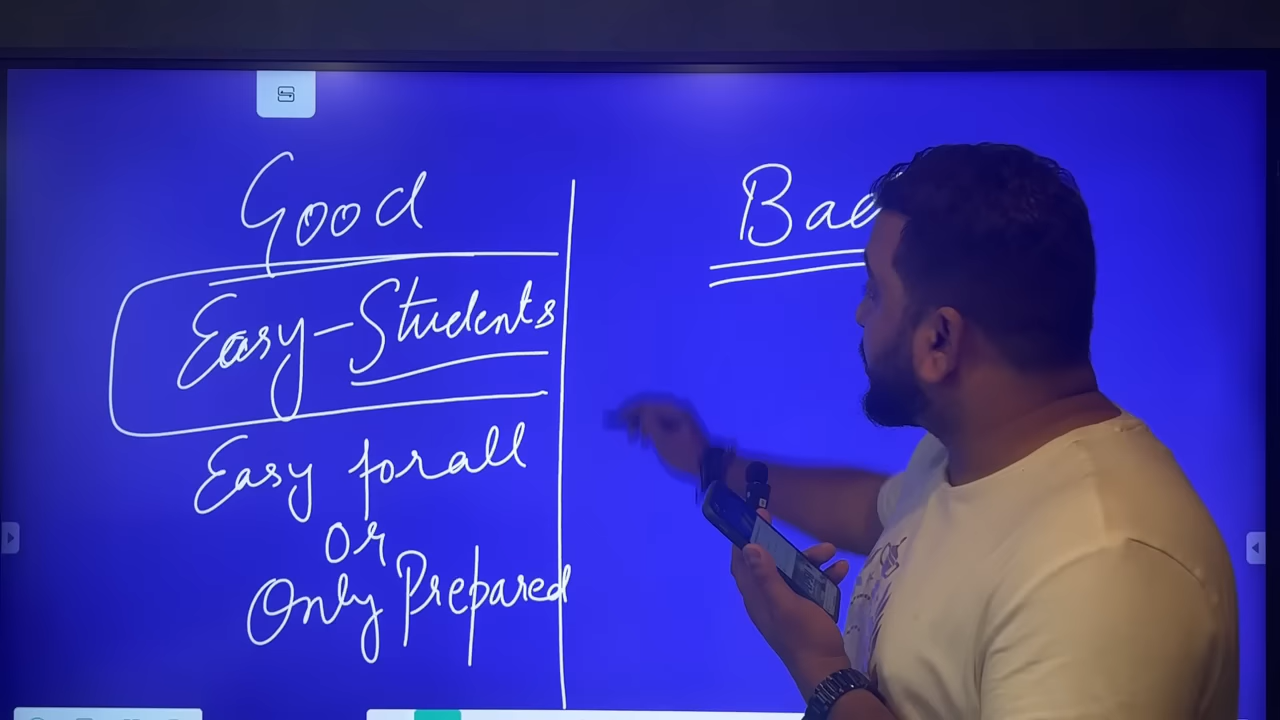 Good
Easy-Students
Easy for all
or
Only Prepared